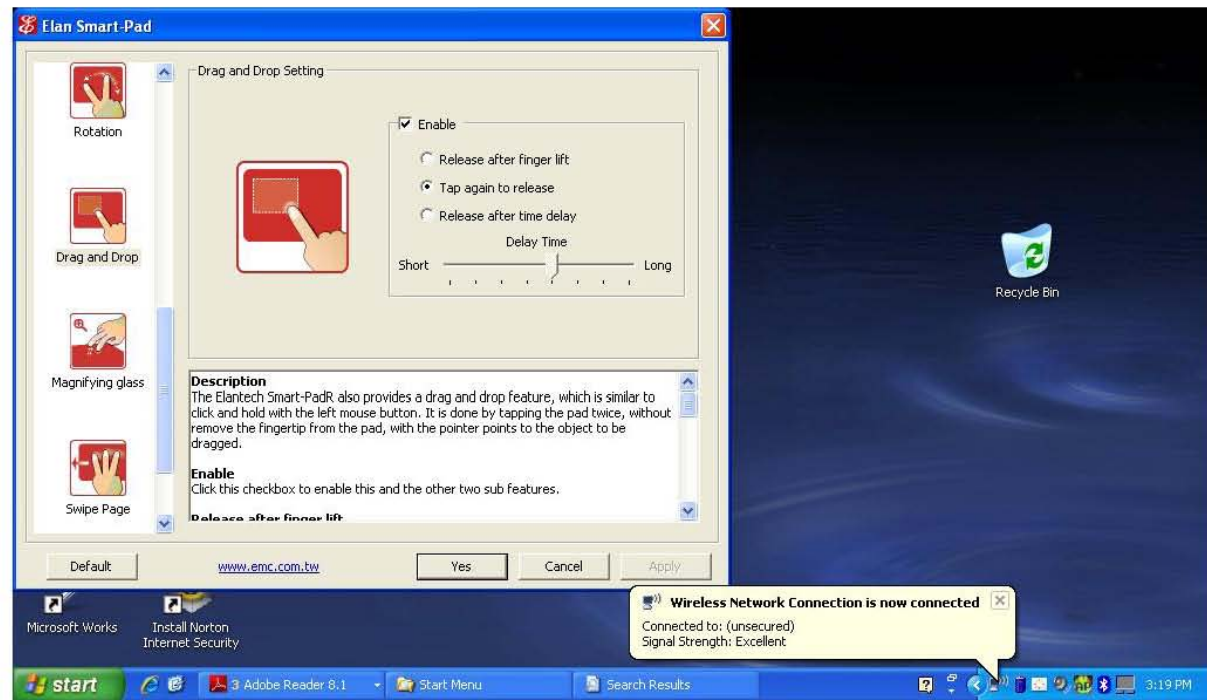 Elan Smart-Pad
Rotation
Drag and Drop
Magnifying glass
Swipe Page
Drag and Drop Setting
Enable
Release after finger lift
Tap again to release
Release after time delay
Delay Time
Short
Long
Description
The Elantech Smart-PadR also provides a drag and drop feature, which is similar to
click and hold with the left mouse button. It is done by tapping the pad twice, without
remove the fingertip from the pad, with the pointer points to the object to be
dragged.
Enable
Click this checkbox to enable this and the other two sub features.
Release after finger lift
Default
www.emc.com.tw
Yes
Cancel
Apply
Recycle Bin
Microsoft Works
Install Norton
Internet Security
Wireless Network Connection is now connected
Connected to: (unsecured)
Signal Strength: Excellent
start
3 Adobe Reader 8.1
Start Menu
Search Results
3:19 PM